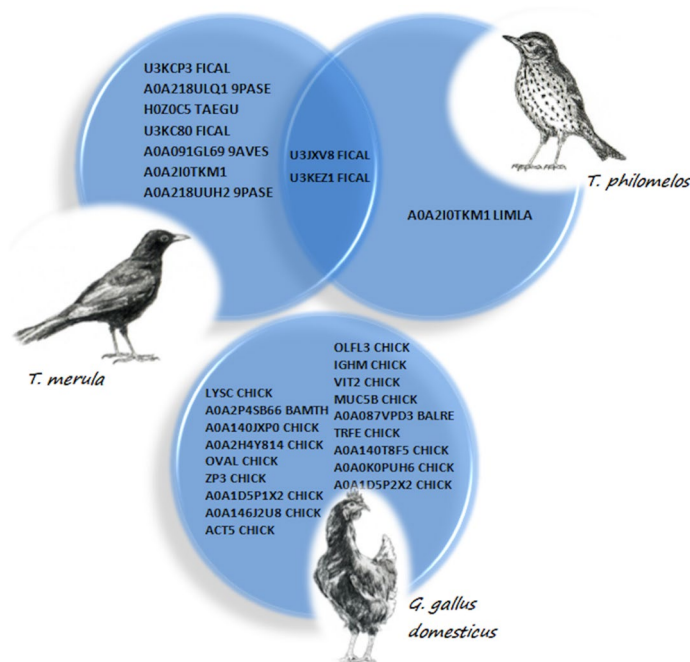 U3KCP3 FICAL
A0A218ULQ1 9PASE
H0Z0C5 TAEGU
U3KC80 FICAL
A0A091GL69 9AVES
A0A2I0TKM1
A0A218UUH2 9PASE
U3JXV8 FICAL
U3KEZ1 FICAL
T. philomelos
A0A2I0TKM1 LIMLA
T. merula
LYSC CHICK
A0A2P4SB66 BAMTH
A0A140JXP0 CHICK
A0A2H4Y814 CHICK
OVAL CHICK
ZP3 CHICK
A0A1D5P1X2 CHICK
A0A146J2U8 CHICK
ACT5 CHICK
OLFL3 CHICK
IGHM CHICK
VIT2 CHICK
MUC5B CHICK
A0A087VPD3 BALRE
TRFE CHICK
A0A140T8F5 CHICK
A0A0K0PUH6 CHICK
A0A1D5P2X2 CHICK
G. gallus
domesticus